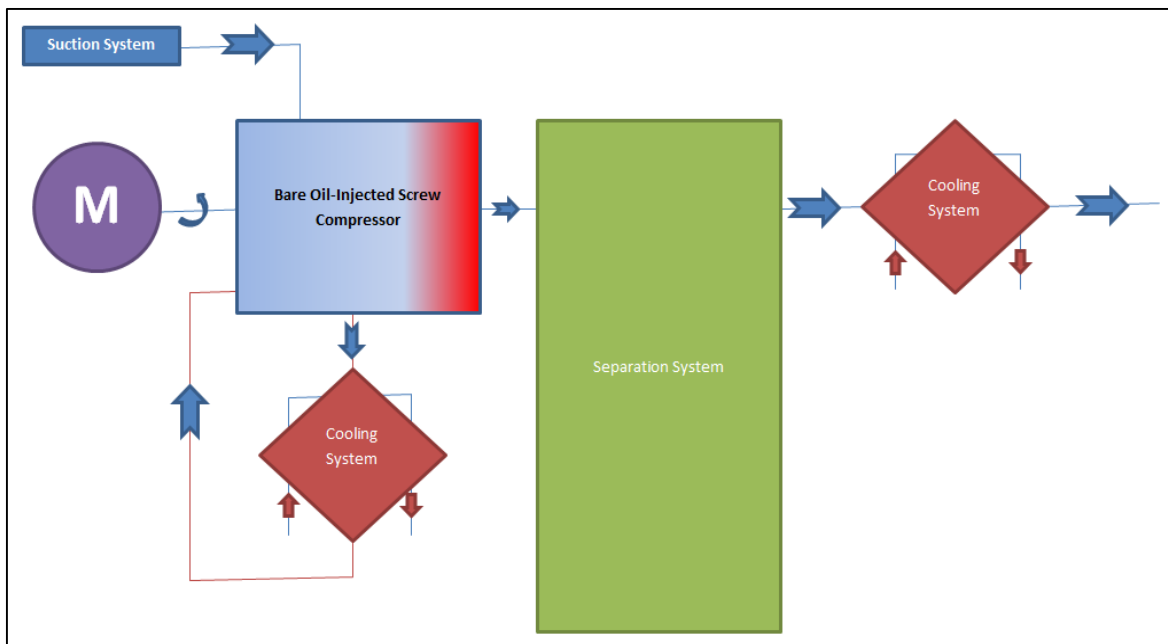 Suction System
M
Bare Oil-Injected Screw
Compressor
Cooling
System
Separation System
Cooling
System